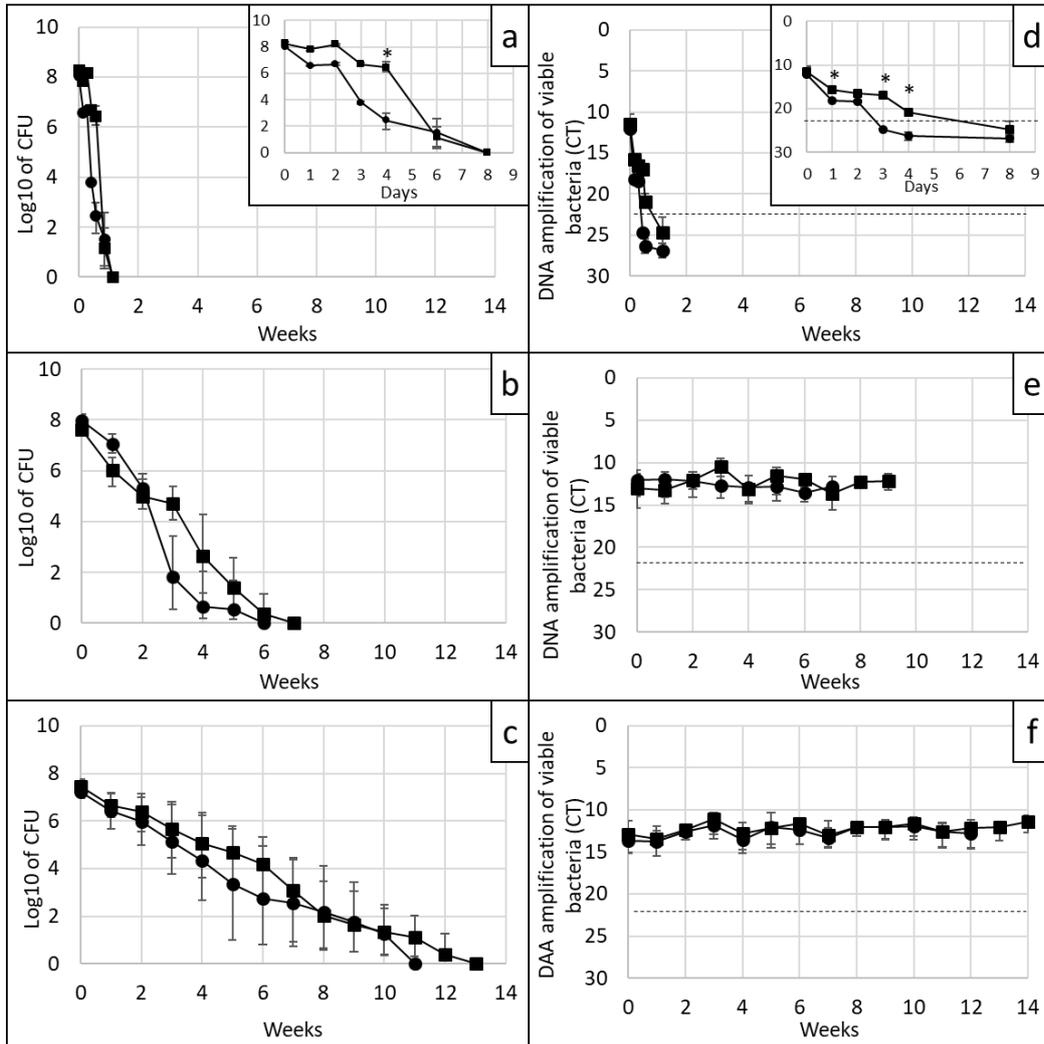 a
Log10 of CFU
10
8
6
4
2
0
0 2 4 6 8 10 12 14
Weeks
10
8
6
4
2
0
*
0 1 2 3 4 5 6 7 8 9
Days
d
DNA amplification of viable
bacteria (CT)
0
5
10
15
20
25
30
0 2 4 6 8 10 12 14
Weeks
0
10
20
30
* * *
0 1 2 3 4 5 6 7 8 9
Days
b
Log10 of CFU
10
8
6
4
2
0
0 2 4 6 8 10 12 14
Weeks
e
DNA amplification of viable
bacteria (CT)
0
5
10
15
20
25
30
0 2 4 6 8 10 12 14
Weeks
c
Log10 of CFU
10
8
6
4
2
0
0 2 4 6 8 10 12 14
Weeks
f
DAA amplification of viable
bacteria (CT)
0
5
10
15
20
25
30
0 2 4 6 8 10 12 14
Weeks